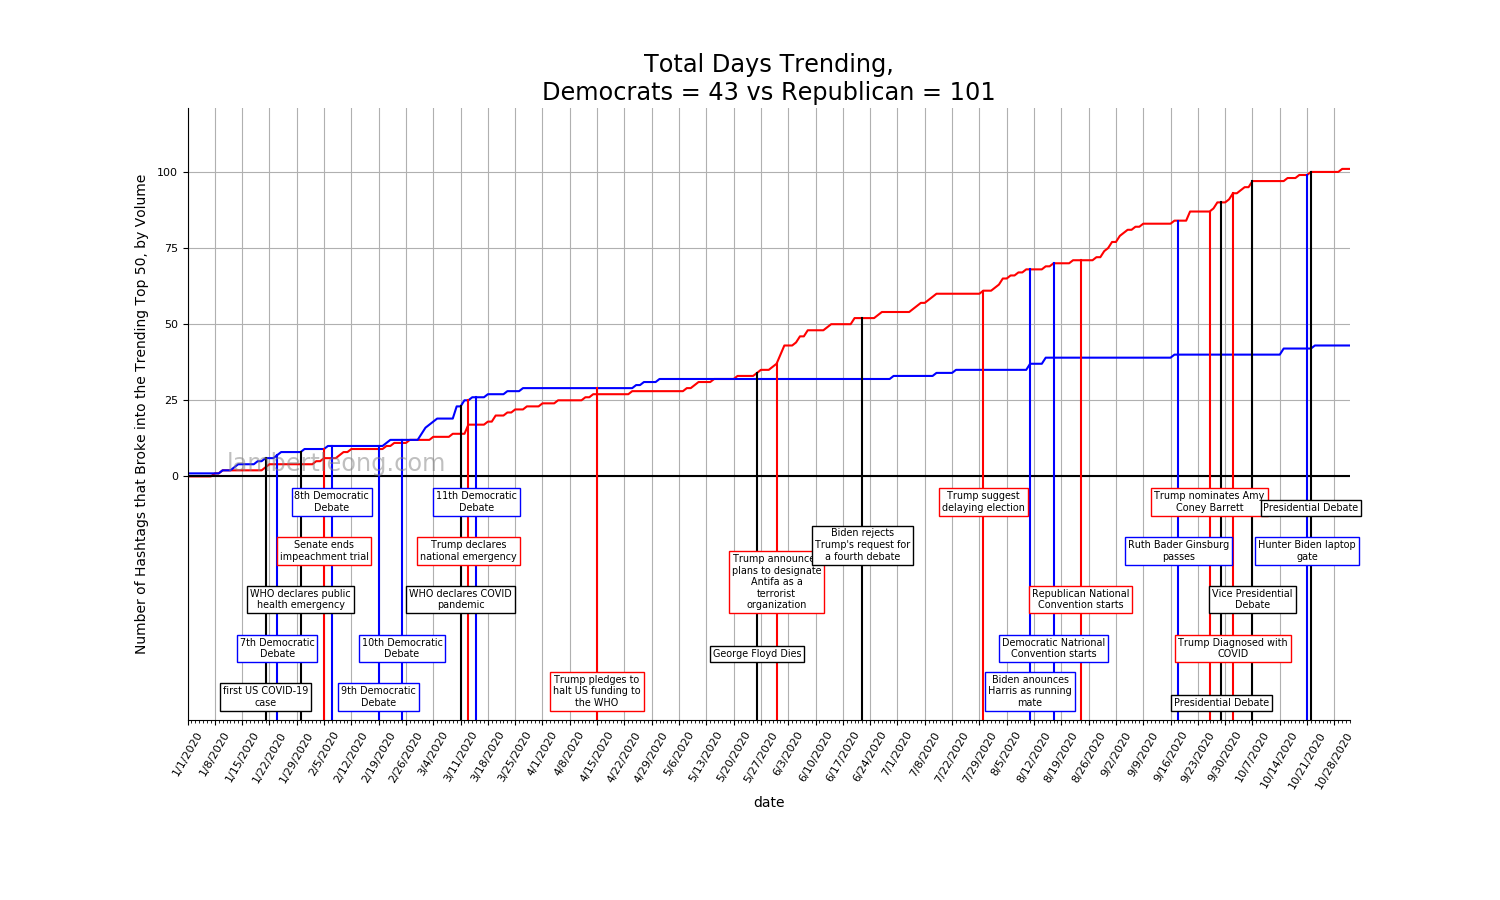 Total Days Trending,
Democrats = 43 vs Republican = 101
Number of Hashtags that Broke into the Trending Top 50, by Volume
100
75
50
25
0
lambertleong.com
8th Democratic
Debate
11th Democratic
Debate
Trump suggest
delaying election
Trump nominates Amy
Coney Barrett
Presidential Debate
Senate ends
impeachment trial
Trump declares
national emergency
Biden rejects
Trump's request for
a fourth debate
Ruth Bader Ginsburg
passes
Hunter Biden laptop
gate
Trump announce
plans to designate
Antifa as a
terrorist
organization
WHO declares public
health emergency
WHO declares COVID
pandemic
Republican National
Convention starts
Vice Presidential
Debate
7th Democratic
Debate
10th Democratic
Debate
George Floyd Dies
Democratic Natrional
Convention starts
Trump Diagnosed with
COVID
first US COVID-19
case
9th Democratic
Debate
Trump pledges to
halt US funding to
the WHO
Biden anounces
Harris as running
mate
Presidential Debate
1/1/2020
1/8/2020
1/15/2020
1/22/2020
1/29/2020
2/5/2020
2/12/2020
2/19/2020
2/26/2020
3/4/2020
3/11/2020
3/18/2020
3/25/2020
4/1/2020
4/8/2020
4/15/2020
4/22/2020
4/29/2020
5/6/2020
5/13/2020
5/20/2020
5/27/2020
6/3/2020
6/10/2020
6/17/2020
6/24/2020
7/1/2020
7/8/2020
7/22/2020
7/29/2020
8/5/2020
8/12/2020
8/19/2020
8/26/2020
9/2/2020
9/9/2020
9/16/2020
9/23/2020
9/30/2020
10/7/2020
10/14/2020
10/21/2020
10/28/2020
date